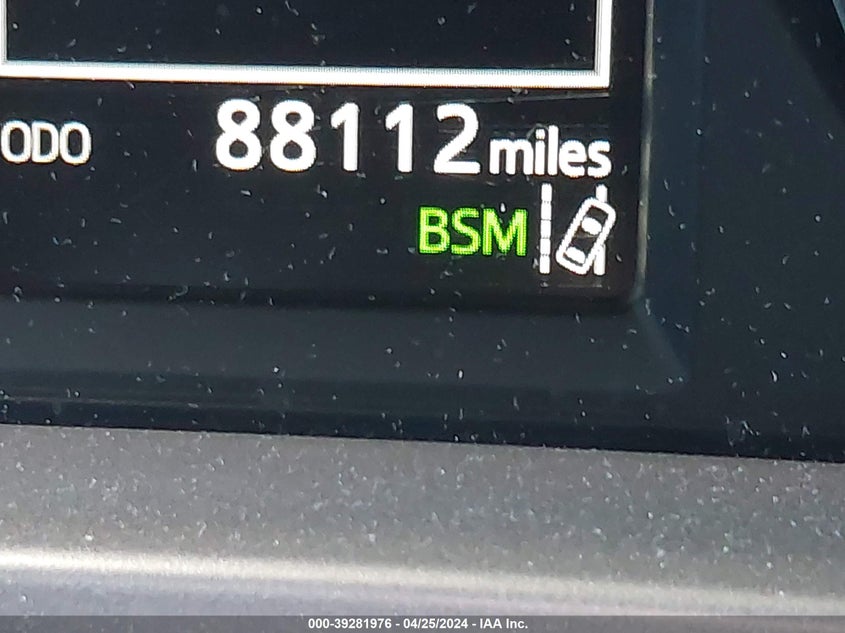 ODO 88112 miles
BSM
000-39281976 - 04/25/2024 - IAA Inc.